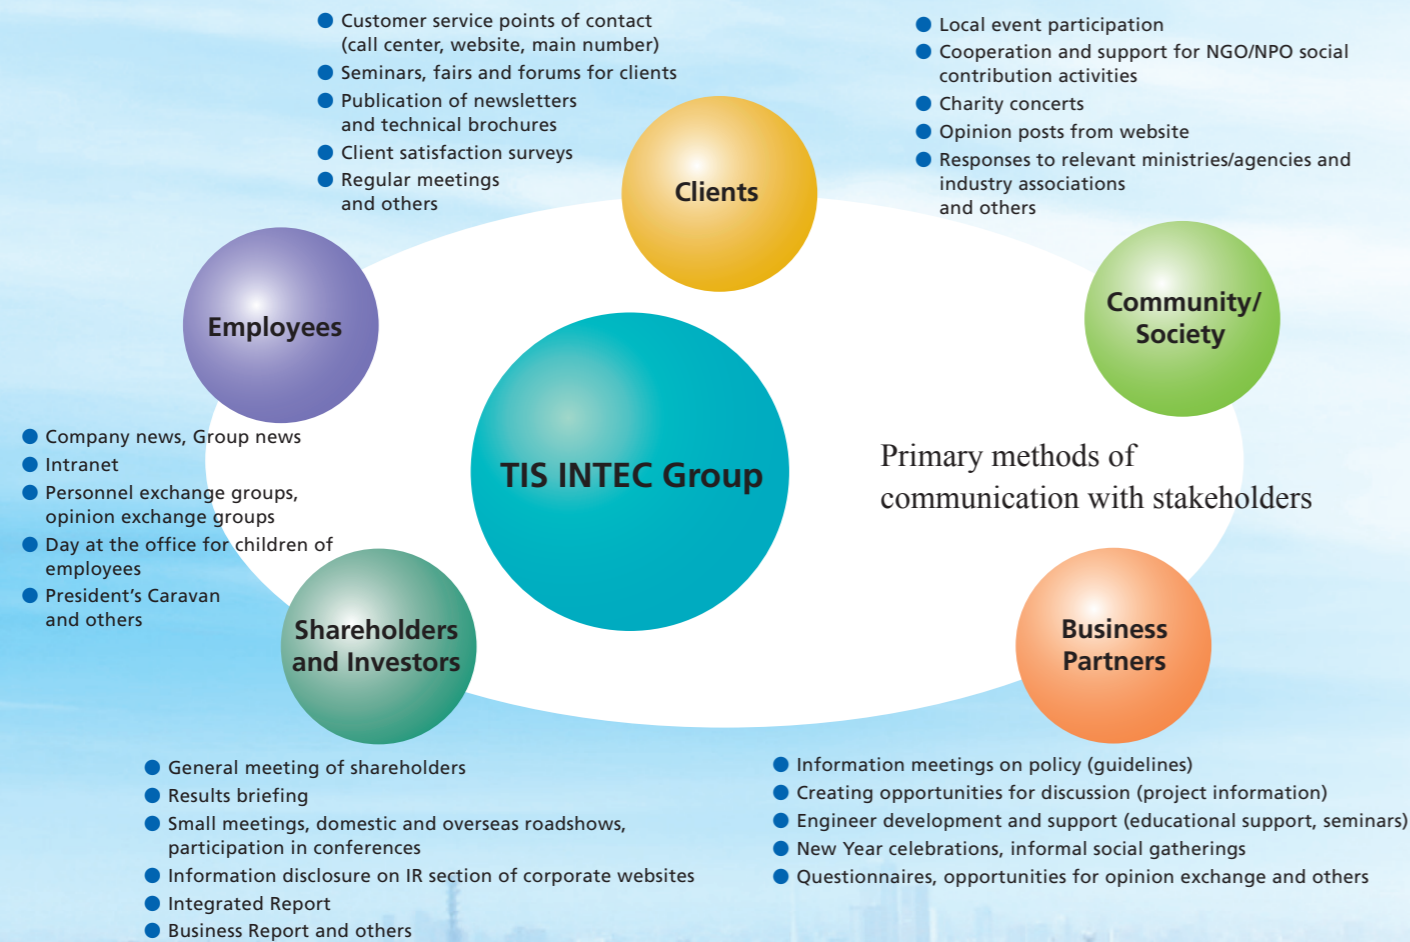 ● Customer service points of contact
(call center, website, main number)
● Seminars, fairs and forums for clients
● Publication of newsletters
and technical brochures
● Client satisfaction surveys
● Regular meetings
and others
Clients
● Local event participation
● Cooperation and support for NGO/NPO social
contribution activities
● Charity concerts
● Opinion posts from website
● Responses to relevant ministries/agencies and
industry associations
and others
Community/
Society
Employees
● Company news, Group news
● Intranet
● Personnel exchange groups,
opinion exchange groups
● Day at the office for children of
employees
● President’s Caravan
and others
TIS INTEC Group
Primary methods of
communication with stakeholders
Shareholders
and Investors
● General meeting of shareholders
● Results briefing
● Small meetings, domestic and overseas roadshows,
participation in conferences
● Information disclosure on IR section of corporate websites
● Integrated Report
● Business Report and others
Business
Partners
● Information meetings on policy (guidelines)
● Creating opportunities for discussion (project information)
● Engineer development and support (educational support, seminars)
● New Year celebrations, informal social gatherings
● Questionnaires, opportunities for opinion exchange and others